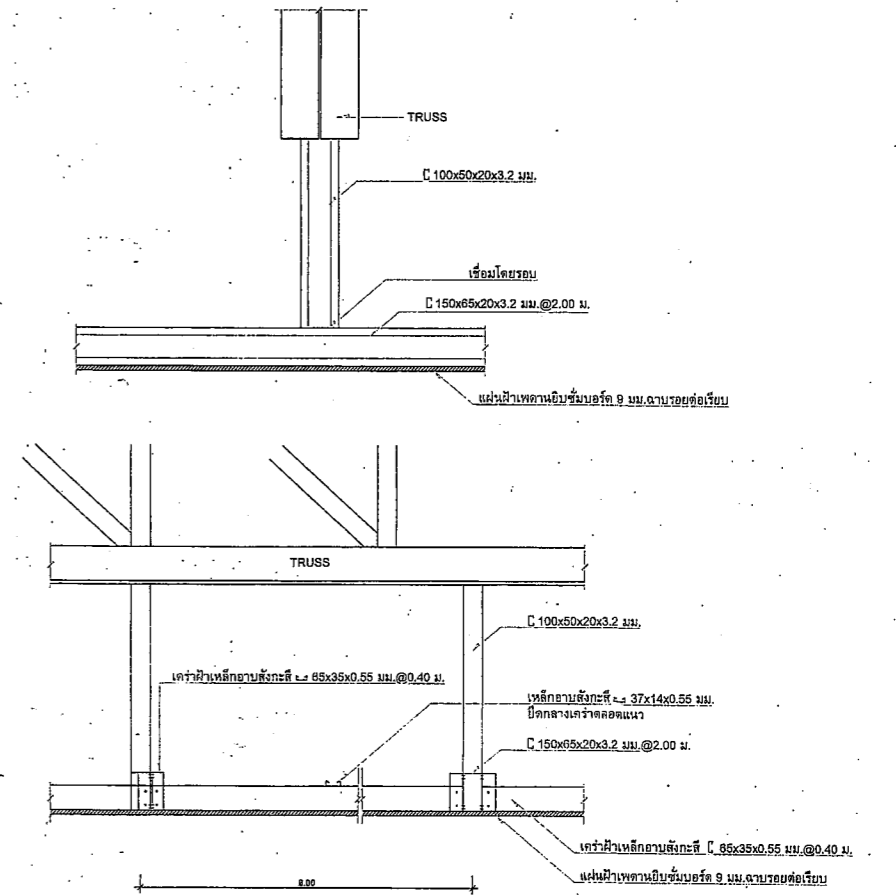 TRUSS
[ 100x50x20x3.2 มม.
เชื่อมโดยรอบ
[ 150x65x20x3.2 มม.@2.00 ม.
แผ่นฝ้าเพดานยิบซั่มบอร์ด 9 มม.ฉาบรอยต่อเรียบ
TRUSS
[ 100x50x20x3.2 มม.
เคร่าฝ้าเหล็กอาบสังกะสี 65x35x0.55 มม.@0.40 ม.
เหล็กอาบสังกะสี 37x14x0.55 มม.
ยึดกลางเคร่าตลอดแนว
[ 150x65x20x3.2 มม.@2.00 ม.
เคร่าฝ้าเหล็กอาบสังกะสี [ 65x35x0.55 มม.@0.40 ม.
แผ่นฝ้าเพดานยิบซั่มบอร์ด 9 มม.ฉาบรอยต่อเรียบ